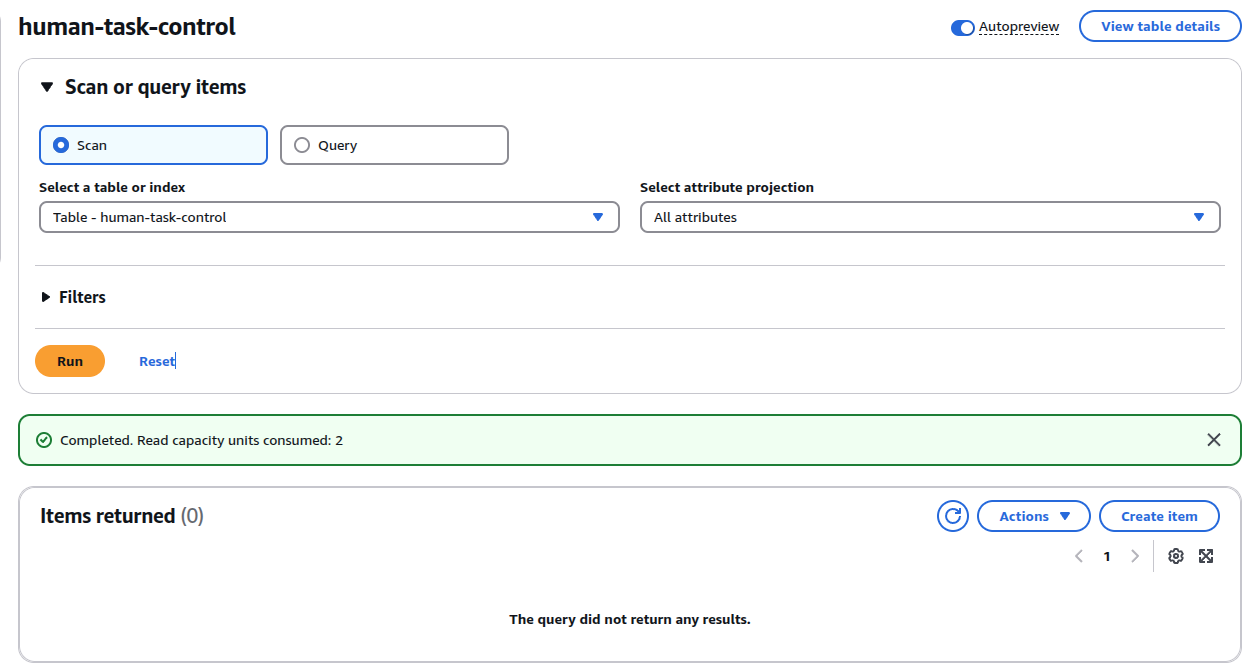 human-task-control
Autopreview
View table details
Scan or query items
Scan
Query
Select a table or index
Select attribute projection
Table - human-task-control
All attributes
Filters
Run
Reset
Completed. Read capacity units consumed: 2
Items returned (0)
Actions
Create item
1
The query did not return any results.